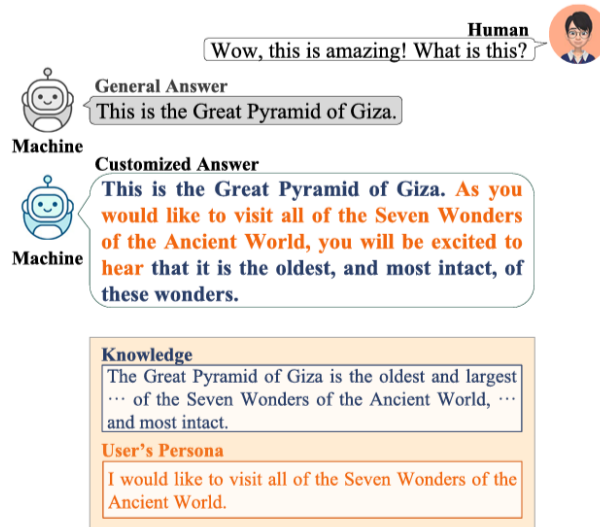 Human
Wow, this is amazing! What is this?
General Answer
This is the Great Pyramid of Giza.
Machine
Customized Answer
This is the Great Pyramid of Giza. As you
would like to visit all of the Seven Wonders
of the Ancient World, you will be excited to
hear that it is the oldest, and most intact, of
these wonders.
Machine
Knowledge
The Great Pyramid of Giza is the oldest and largest
··· of the Seven Wonders of the Ancient World, ···
and most intact.
User's Persona
I would like to visit all of the Seven Wonders of the
Ancient World.